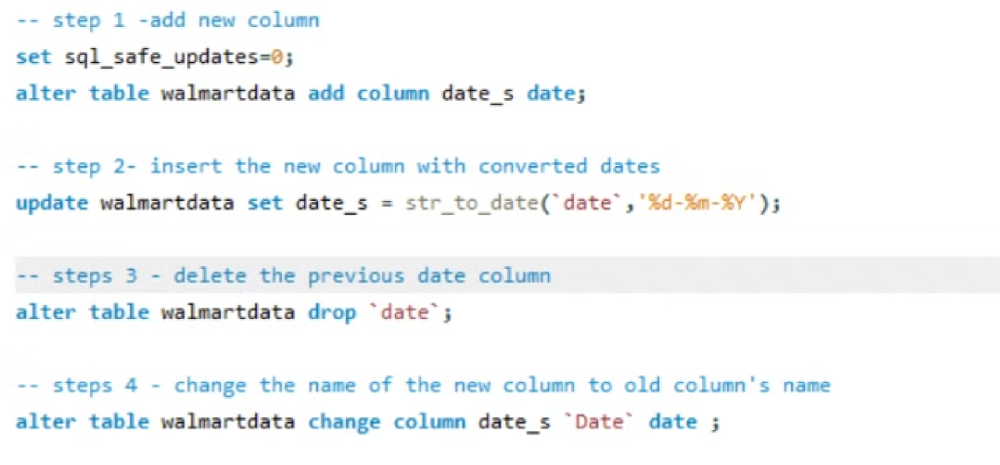 -- step 1 -add new column
set sql_safe_updates=0;
alter table walmartdata add column date_s date;
-- step 2- insert the new column with converted dates
update walmartdata set date_s = str_to_date(`date`,'%d-%m-%Y');
-- steps 3 - delete the previous date column
alter table walmartdata drop `date`;
-- steps 4 - change the name of the new column to old column's name
alter table walmartdata change column date_s `Date` date ;